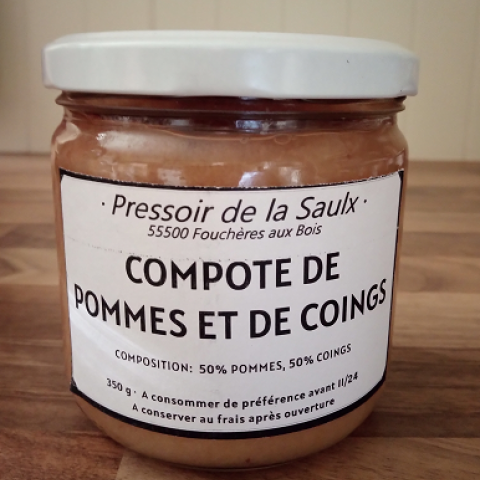 · Pressoir de la Saulx ·
55500 Fouchères aux Bois
COMPOTE DE
POMMES ET DE COINGS
COMPOSITION: 50% POMMES, 50% COINGS
350 g · A consommer de préférence avant 11/24
A conserver au frais après ouverture